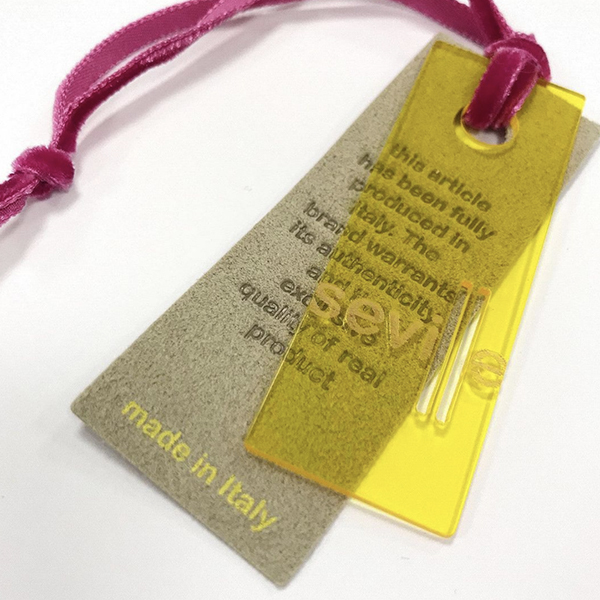 this article
has been fully
produced in
Italy. The
brand warrants
its authenticity
and the
exclusive
quality of real
product
seville
made in Italy